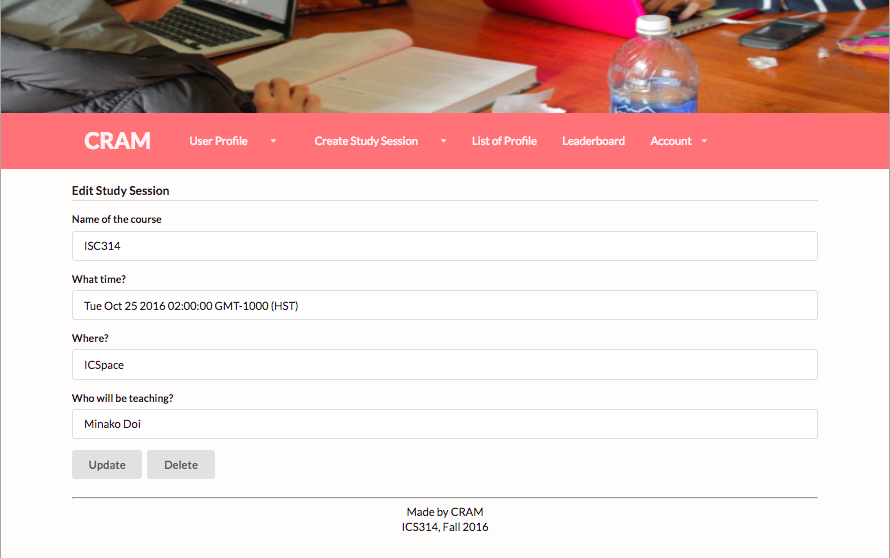 CRAM User Profile Create Study Session List of Profile Leaderboard Account
Edit Study Session
Name of the course
ISC314
What time?
Tue Oct 25 2016 02:00:00 GMT-1000 (HST)
Where?
ICSpace
Who will be teaching?
Minako Doi
Update Delete
Made by CRAM
ICS314, Fall 2016